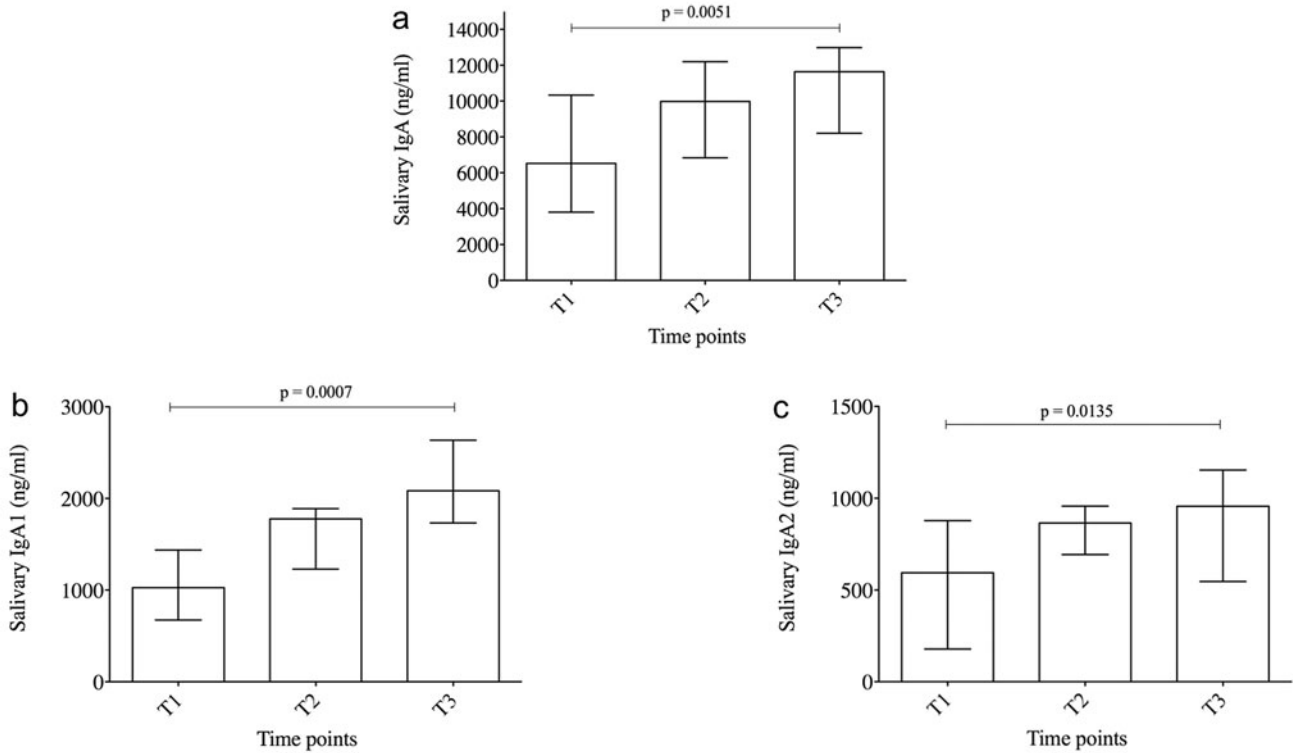 a
p = 0.0051
Salivary IgA (ng/ml)
14000
12000
10000
8000
6000
4000
2000
0
T1
T2
T3
Time points
b
p = 0.0007
Salivary IgA1 (ng/ml)
3000
2000
1000
0
T1
T2
T3
Time points
c
p = 0.0135
Salivary IgA2 (ng/ml)
1500
1000
500
0
T1
T2
T3
Time points